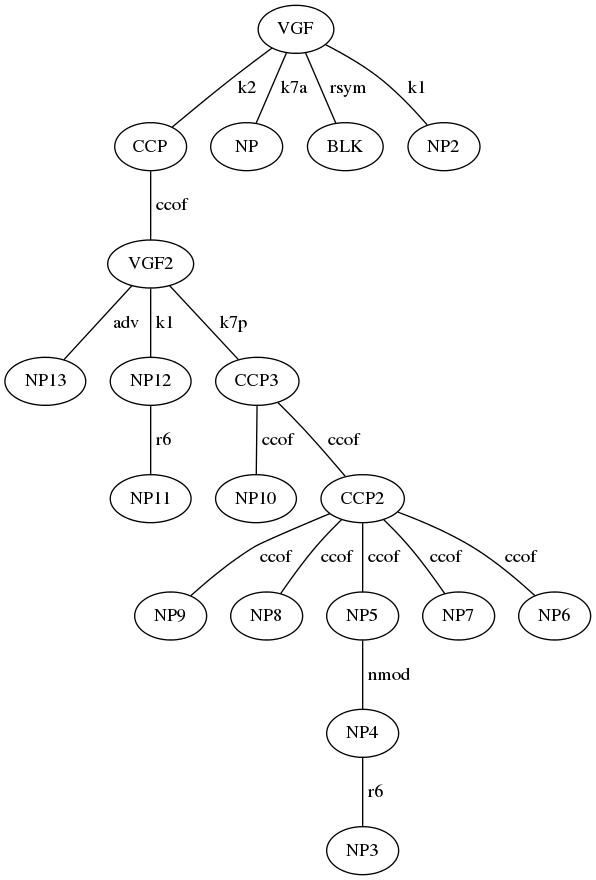 VGF
k2 k7a rsym k1
CCP NP BLK NP2
ccof
VGF2
adv k1 k7p
NP13 NP12 CCP3
r6 ccof ccof
NP11 NP10 CCP2
ccof ccof ccof ccof ccof
NP9 NP8 NP5 NP7 NP6
nmod
NP4
r6
NP3